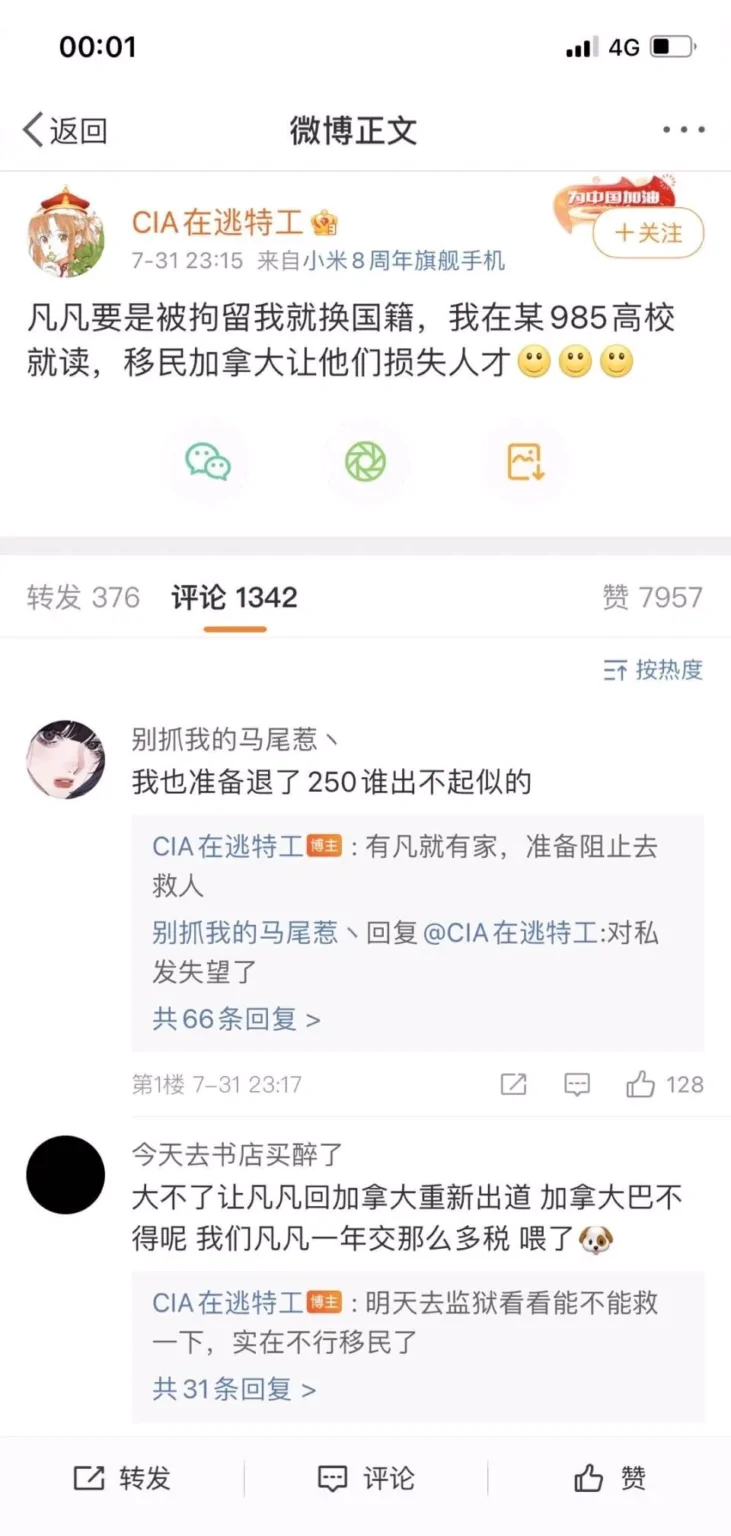 00:01
4G
返回
微博正文
CIA在逃特工
为中国加油
+关注
7-31 23:15 来自小米8周年旗舰手机
凡凡要是被拘留我就换国籍，我在某985高校
就读，移民加拿大让他们损失人才
转发 376
评论 1342
赞 7957
按热度
别抓我的马尾惹丶
我也准备退了250谁出不起似的
CIA在逃特工 博主：有凡就有家，准备阻止去
救人
别抓我的马尾惹丶回复@CIA在逃特工:对私
发失望了
共66条回复 >
第1楼 7-31 23:17
128
今天去书店买醉了
大不了让凡凡回加拿大重新出道 加拿大巴不
得呢 我们凡凡一年交那么多税 喂了
CIA在逃特工 博主：明天去监狱看看能不能救
一下，实在不行移民了
共31条回复 >
转发
评论
赞